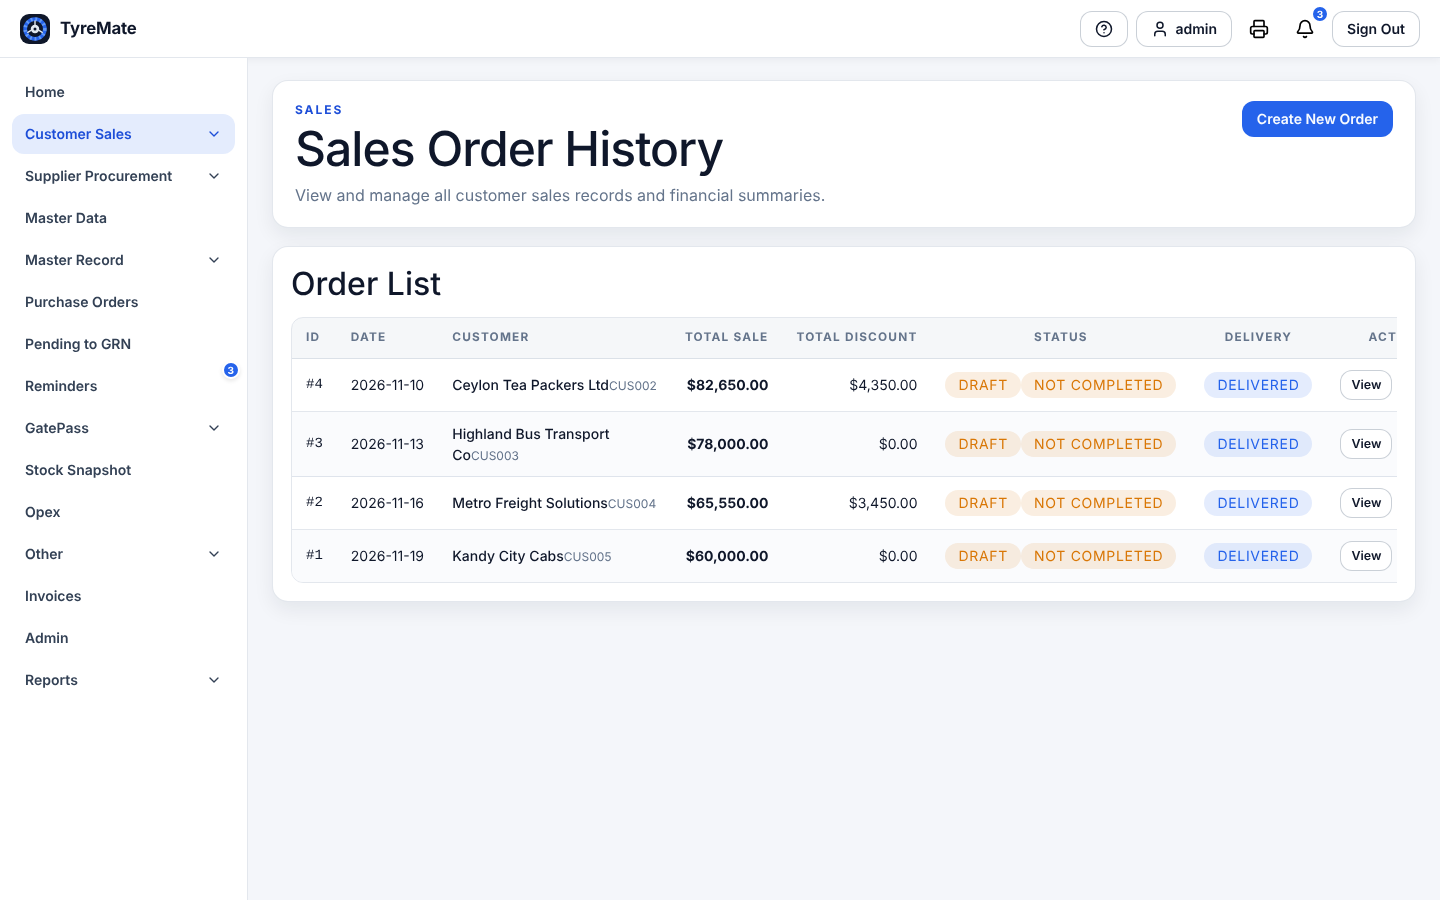 TyreMate
admin
3
Sign Out
Home
Customer Sales
Supplier Procurement
Master Data
Master Record
Purchase Orders
Pending to GRN
Reminders
3
GatePass
Stock Snapshot
Opex
Other
Invoices
Admin
Reports
SALES
Sales Order History
View and manage all customer sales records and financial summaries.
Create New Order
Order List
ID DATE CUSTOMER TOTAL SALE TOTAL DISCOUNT STATUS DELIVERY ACT
#4 2026-11-10 Ceylon Tea Packers LtdCUS002 $82,650.00 $4,350.00 DRAFT NOT COMPLETED DELIVERED View
#3 2026-11-13 Highland Bus Transport
CoCUS003 $78,000.00 $0.00 DRAFT NOT COMPLETED DELIVERED View
#2 2026-11-16 Metro Freight SolutionsCUS004 $65,550.00 $3,450.00 DRAFT NOT COMPLETED DELIVERED View
#1 2026-11-19 Kandy City CabsCUS005 $60,000.00 $0.00 DRAFT NOT COMPLETED DELIVERED View